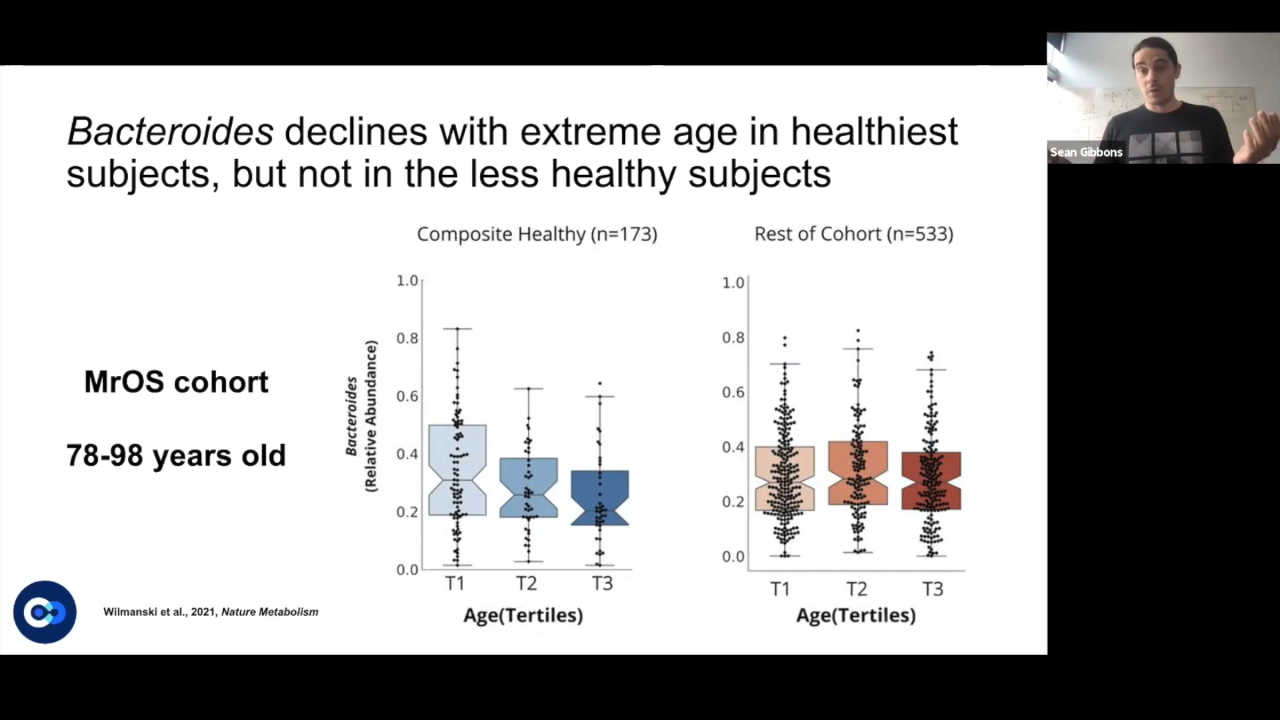 Bacteroides declines with extreme age in healthiest
subjects, but not in the less healthy subjects
Sean Gibbons
Composite Healthy (n=173)
Rest of Cohort (n=533)
MrOS cohort
78-98 years old
Bacteroides
(Relative Abundance)
1.0
0.8
0.6
0.4
0.2
0.0
T1 T2 T3
Age(Tertiles)
1.0
0.8
0.6
0.4
0.2
0.0
T1 T2 T3
Age(Tertiles)
Wilmanski et al., 2021, Nature Metabolism